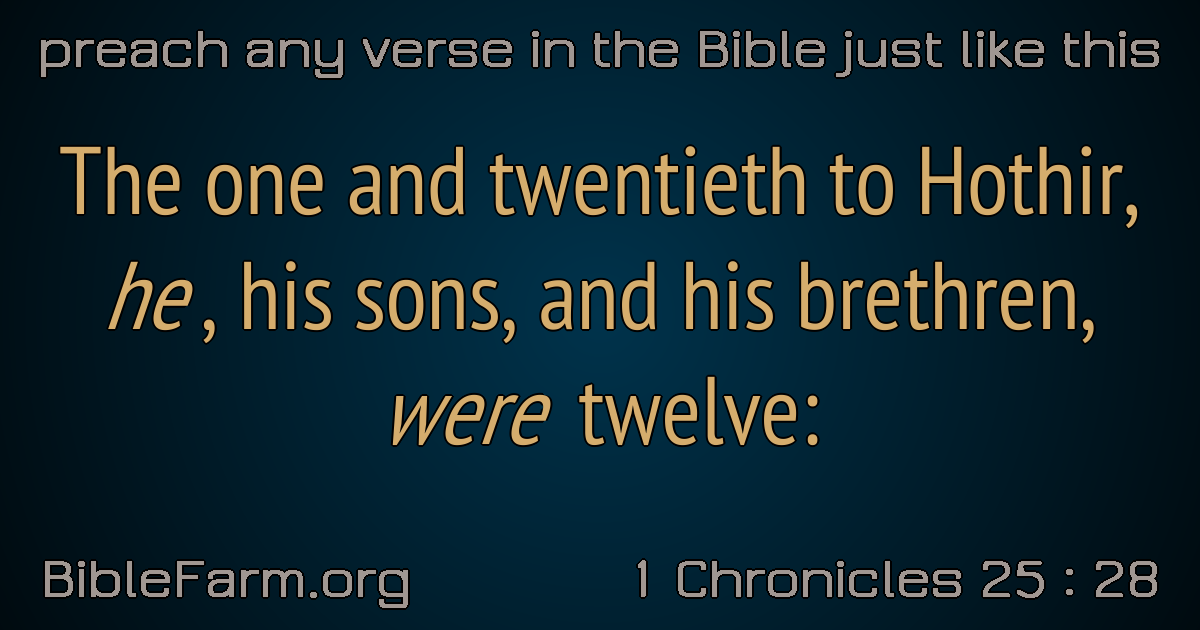 preach any verse in the Bible just like this
The one and twentieth to Hothir,
he , his sons, and his brethren,
were twelve:
BibleFarm.org 1 Chronicles 25 : 28